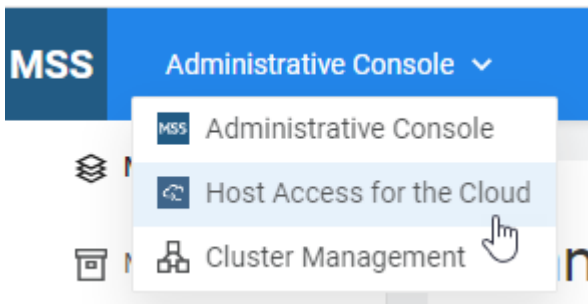 MSS Administrative Console
MSS Administrative Console
Host Access for the Cloud
Cluster Management